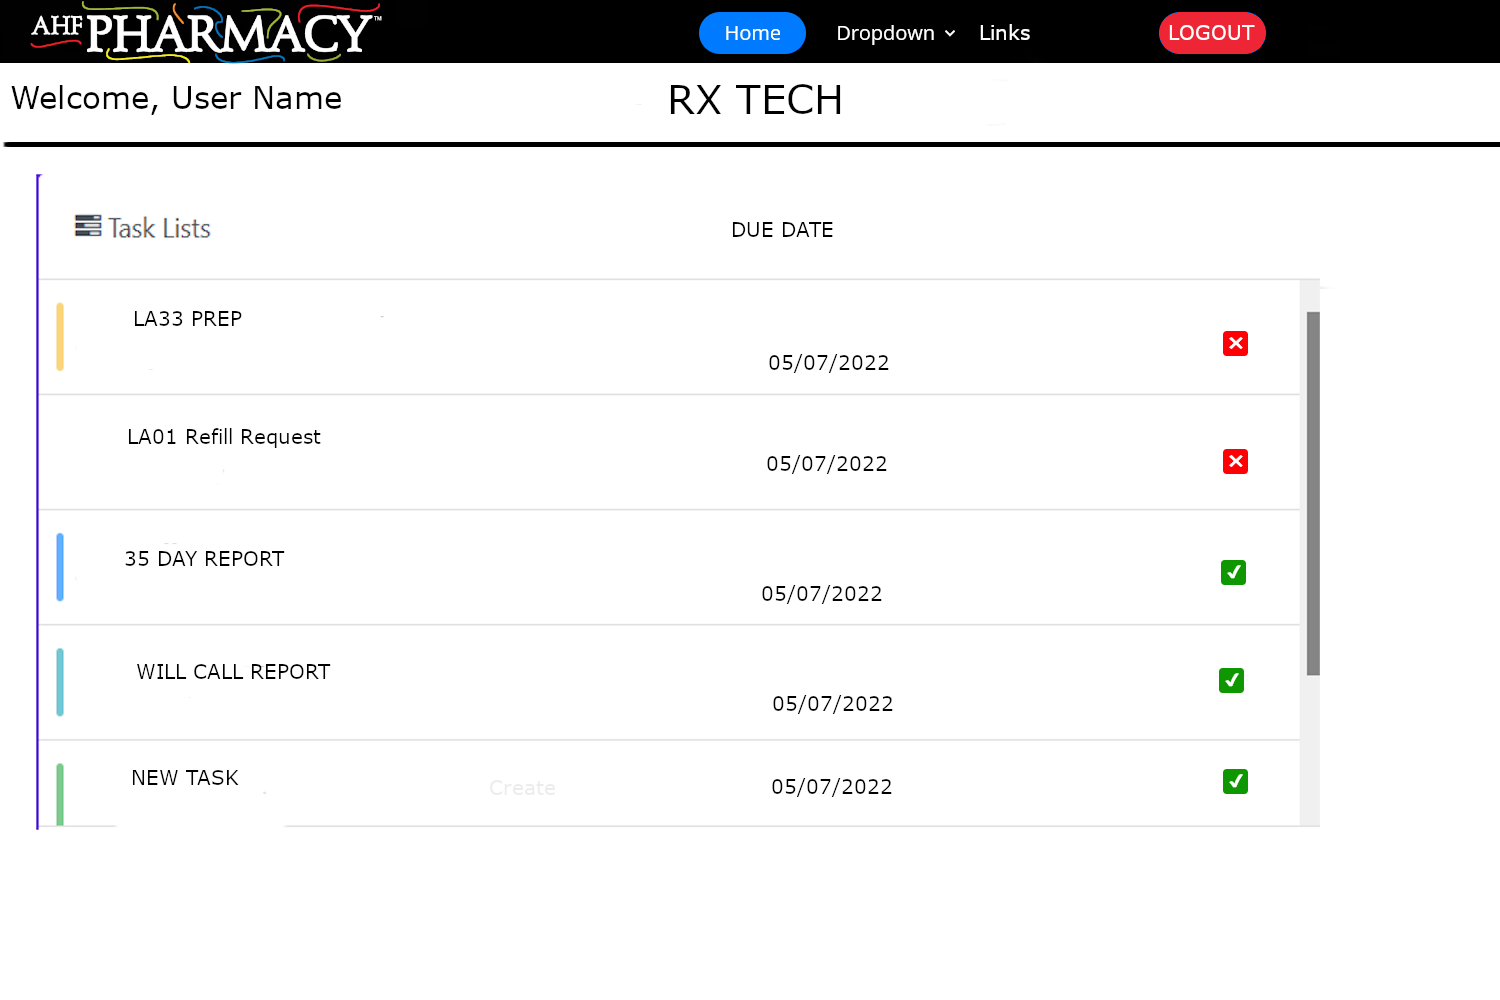 AHF PHARMACY™
Home Dropdown Links LOGOUT
Welcome, User Name RX TECH
Task Lists DUE DATE
LA33 PREP
05/07/2022
LA01 Refill Request
05/07/2022
35 DAY REPORT
05/07/2022
WILL CALL REPORT
05/07/2022
NEW TASK Create 05/07/2022